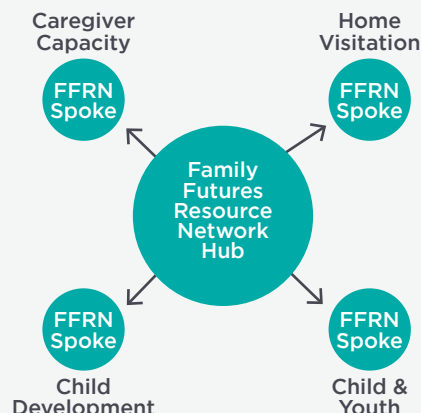 Caregiver
Capacity
Home
Visitation
FFRN
Spoke
FFRN
Spoke
Family
Futures
Resource
Network
Hub
FFRN
Spoke
FFRN
Spoke
Child
Development
Child &
Youth